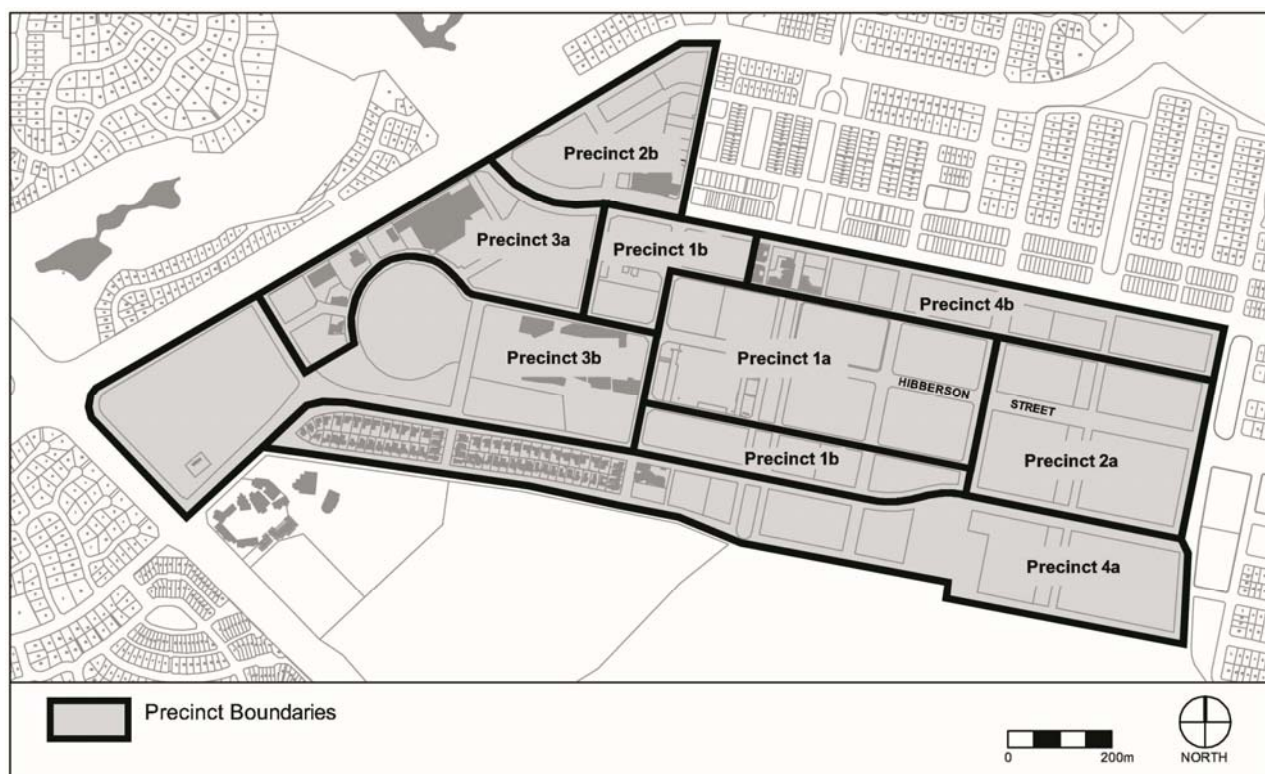 Precinct 2b
Precinct 3a
Precinct 1b
Precinct 4b
Precinct 3b
Precinct 1a
HIBBERSON
STREET
Precinct 1b
Precinct 2a
Precinct 4a
Precinct Boundaries
0
200m
NORTH